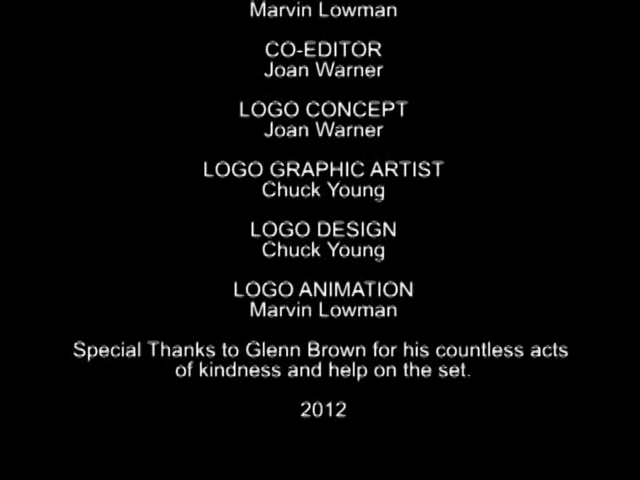 Marvin Lowman
CO-EDITOR
Joan Warner
LOGO CONCEPT
Joan Warner
LOGO GRAPHIC ARTIST
Chuck Young
LOGO DESIGN
Chuck Young
LOGO ANIMATION
Marvin Lowman
Special Thanks to Glenn Brown for his countless acts
of kindness and help on the set.
2012